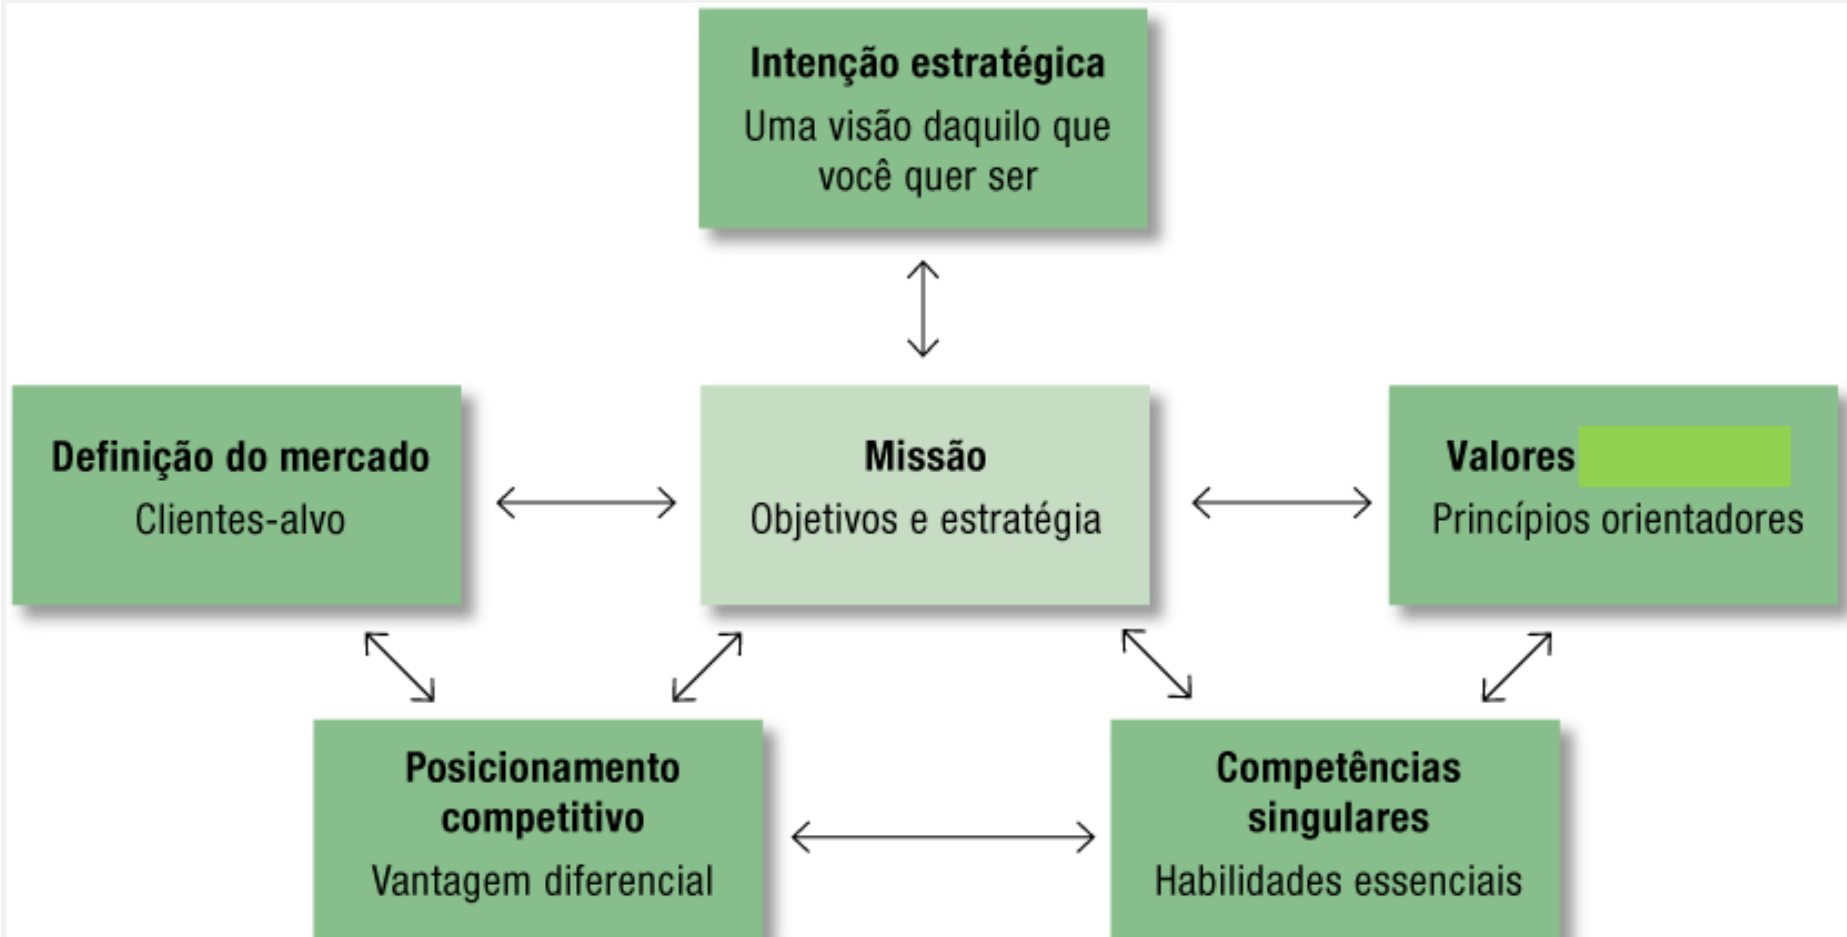 Intenção estratégica
Uma visão daquilo que
você quer ser
Definição do mercado
Clientes-alvo
Missão
Objetivos e estratégia
Valores
Princípios orientadores
Posicionamento
competitivo
Vantagem diferencial
Competências
singulares
Habilidades essenciais